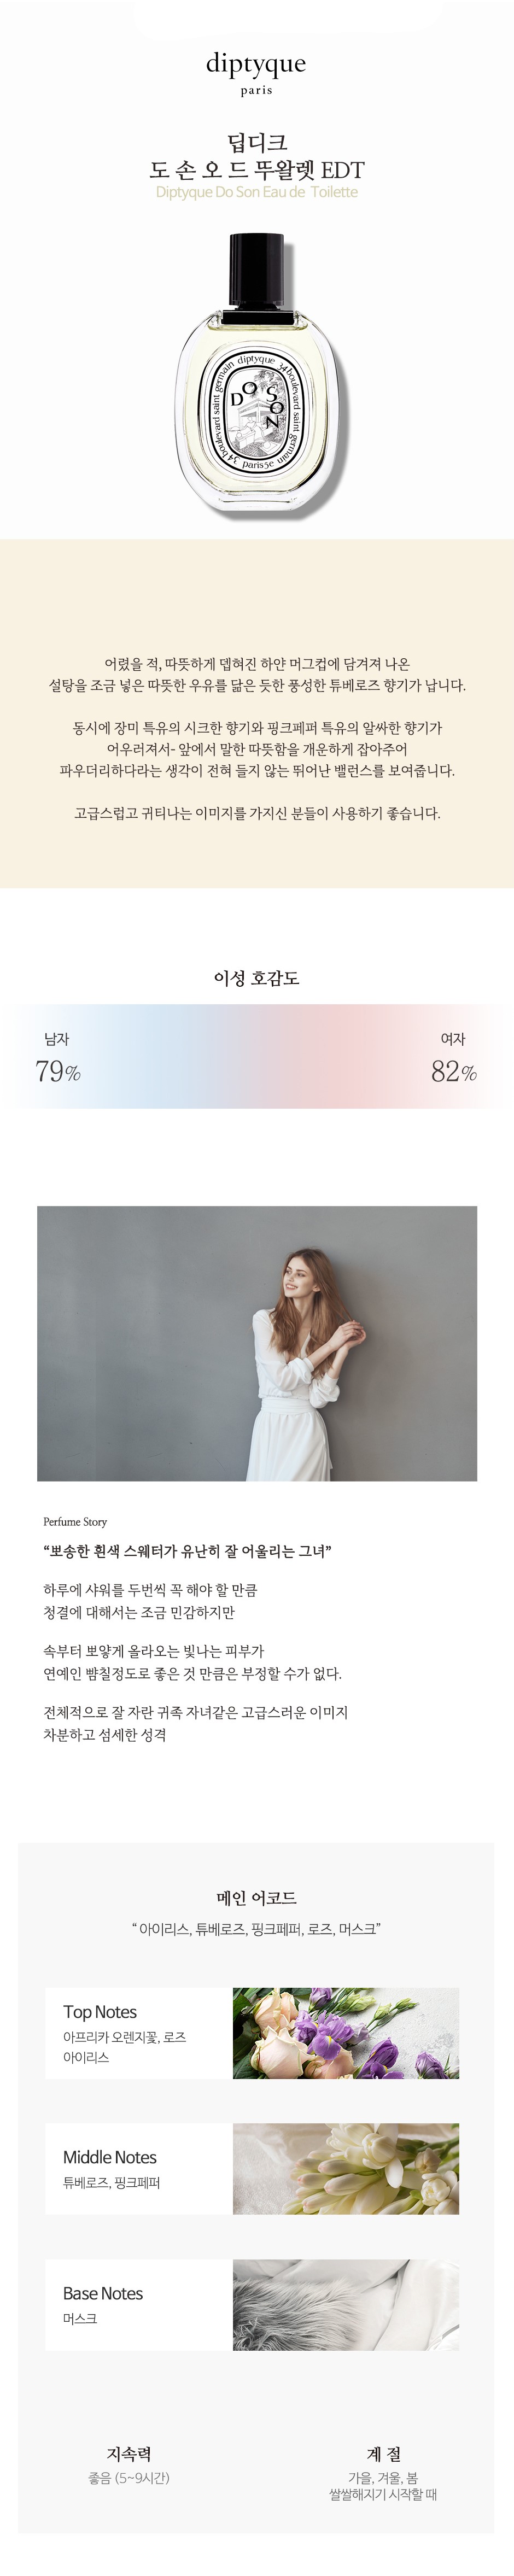 diptyque
paris
딥디크
도 손 오 드 뚜왈렛 EDT
Diptyque Do Son Eau de Toilette
diptyque 34 boulevard saint germain paris5e 34 boulevard saint germain
DO SON
어렸을 적, 따뜻하게 뎁혀진 하얀 머그컵에 담겨져 나온
설탕을 조금 넣은 따뜻한 우유를 닮은 듯한 풍성한 튜베로즈 향기가 납니다.
동시에 장미 특유의 시크한 향기와 핑크페퍼 특유의 알싸한 향기가
어우러져서- 앞에서 말한 따뜻함을 개운하게 잡아주어
파우더리하다라는 생각이 전혀 들지 않는 뛰어난 밸런스를 보여줍니다.
고급스럽고 귀티나는 이미지를 가지신 분들이 사용하기 좋습니다.
이성 호감도
남자 여자
79% 82%
Perfume Story
“뽀송한 흰색 스웨터가 유난히 잘 어울리는 그녀”
하루에 샤워를 두번씩 꼭 해야 할 만큼
청결에 대해서는 조금 민감하지만
속부터 뽀얗게 올라오는 빛나는 피부가
연예인 뺨칠정도로 좋은 것 만큼은 부정할 수가 없다.
전체적으로 잘 자란 귀족 자녀같은 고급스러운 이미지
차분하고 섬세한 성격
메인 어코드
“ 아이리스, 튜베로즈, 핑크페퍼, 로즈, 머스크”
Top Notes
아프리카 오렌지꽃, 로즈
아이리스
Middle Notes
튜베로즈, 핑크페퍼
Base Notes
머스크
지속력
좋음 (5~9시간)
계 절
가을, 겨울, 봄
쌀쌀해지기 시작할 때